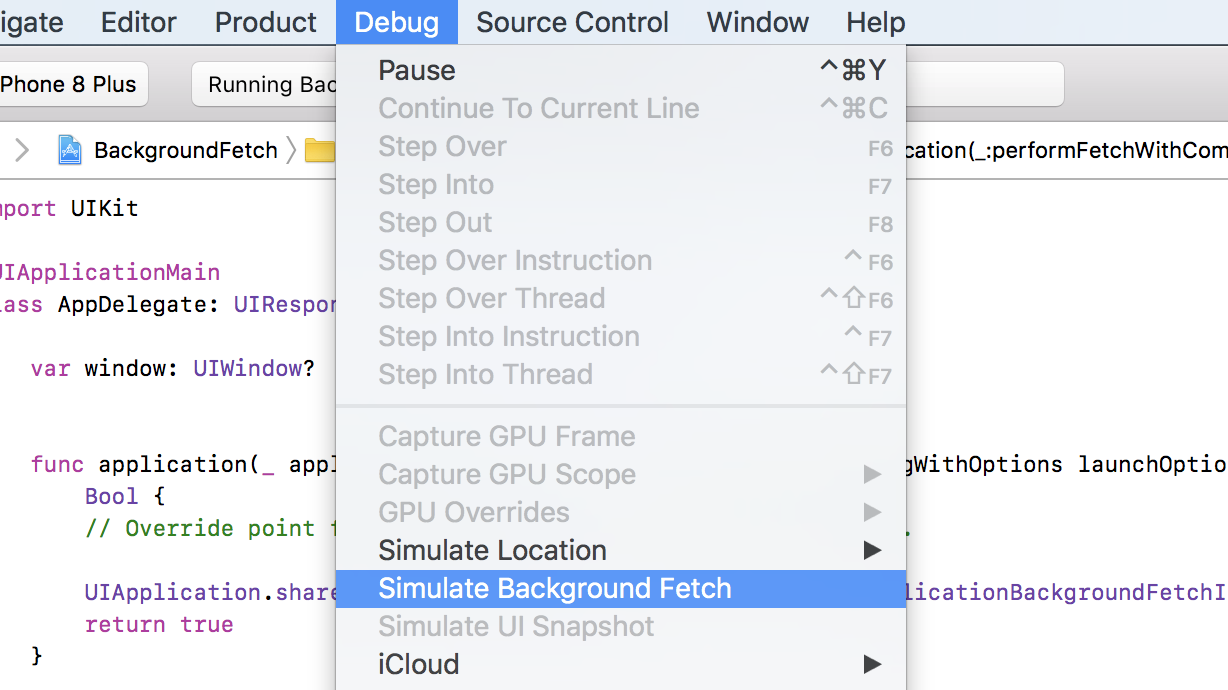 igate Editor Product Debug Source Control Window Help
Phone 8 Plus Running Bac
BackgroundFetch cation(_:performFetchWithCom
Pause ^⌘Y
Continue To Current Line ^⌘C
Step Over F6
Step Into F7
Step Out F8
Step Over Instruction ^F6
Step Over Thread ^⇧F6
Step Into Instruction ^F7
Step Into Thread ^⇧F7
Capture GPU Frame
Capture GPU Scope
GPU Overrides
Simulate Location
Simulate Background Fetch
Simulate UI Snapshot
iCloud
port UIKit
UIApplicationMain
ass AppDelegate: UIRespon
var window: UIWindow?
func application(_ appl gWithOptions launchOptio
Bool {
// Override point f .
UIApplication.share licationBackgroundFetchI
return true
}